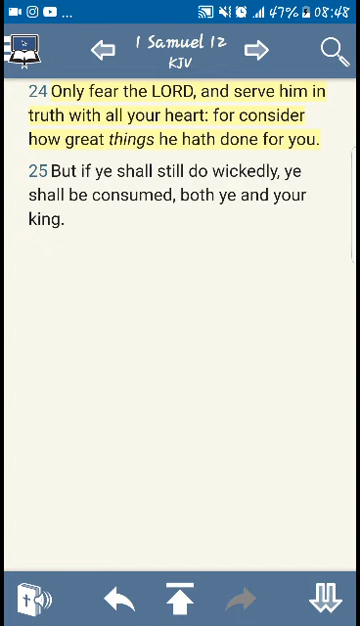 ... 47% 08:48
1 Samuel 12
KJV
24 Only fear the LORD, and serve him in
truth with all your heart: for consider
how great things he hath done for you.
25 But if ye shall still do wickedly, ye
shall be consumed, both ye and your
king.